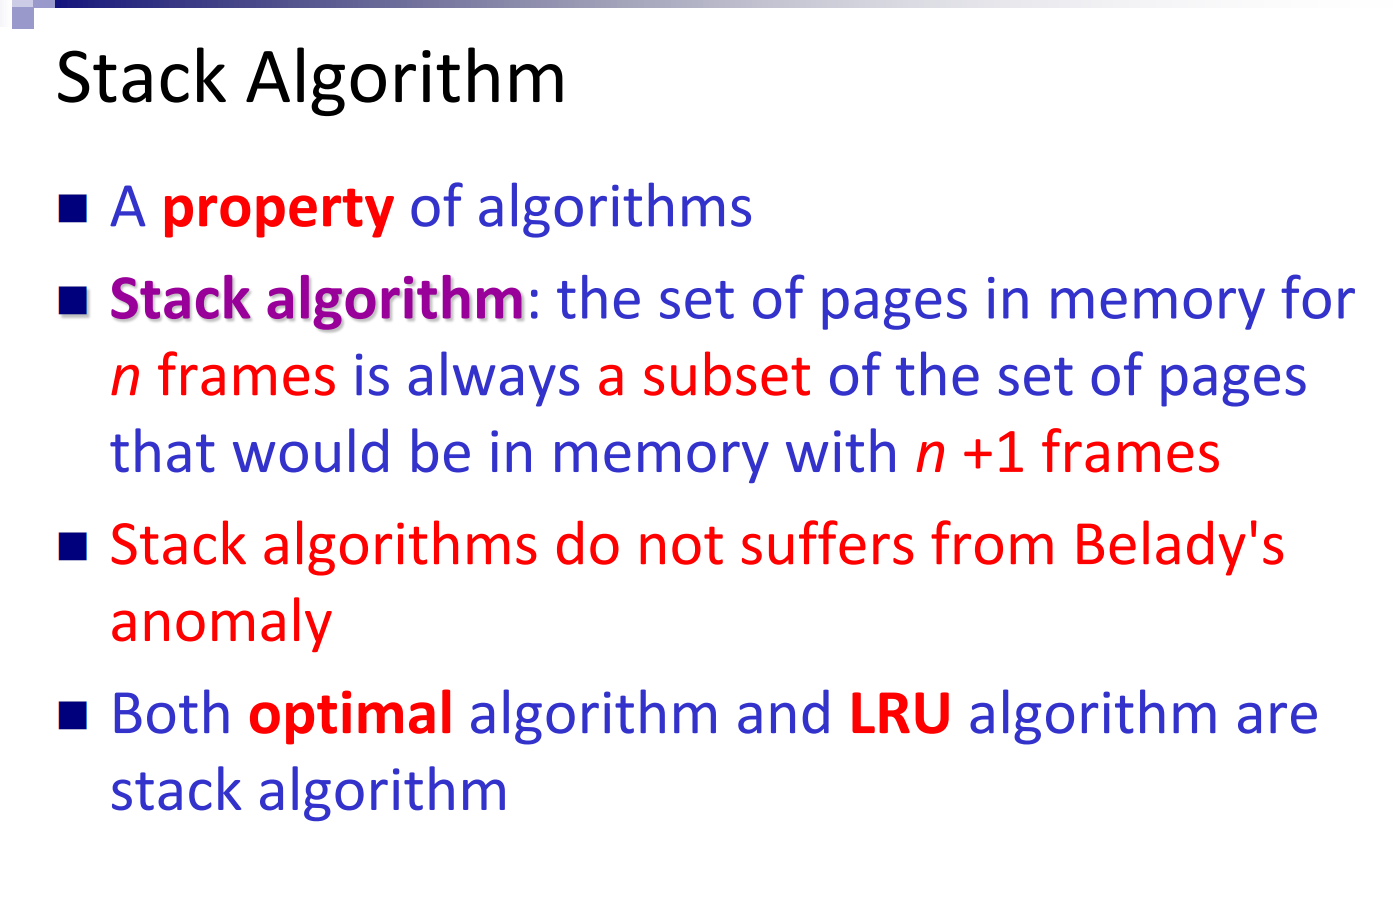 Stack Algorithm
A property of algorithms
Stack algorithm: the set of pages in memory for
n frames is always a subset of the set of pages
that would be in memory with n +1 frames
Stack algorithms do not suffers from Belady's
anomaly
Both optimal algorithm and LRU algorithm are
stack algorithm